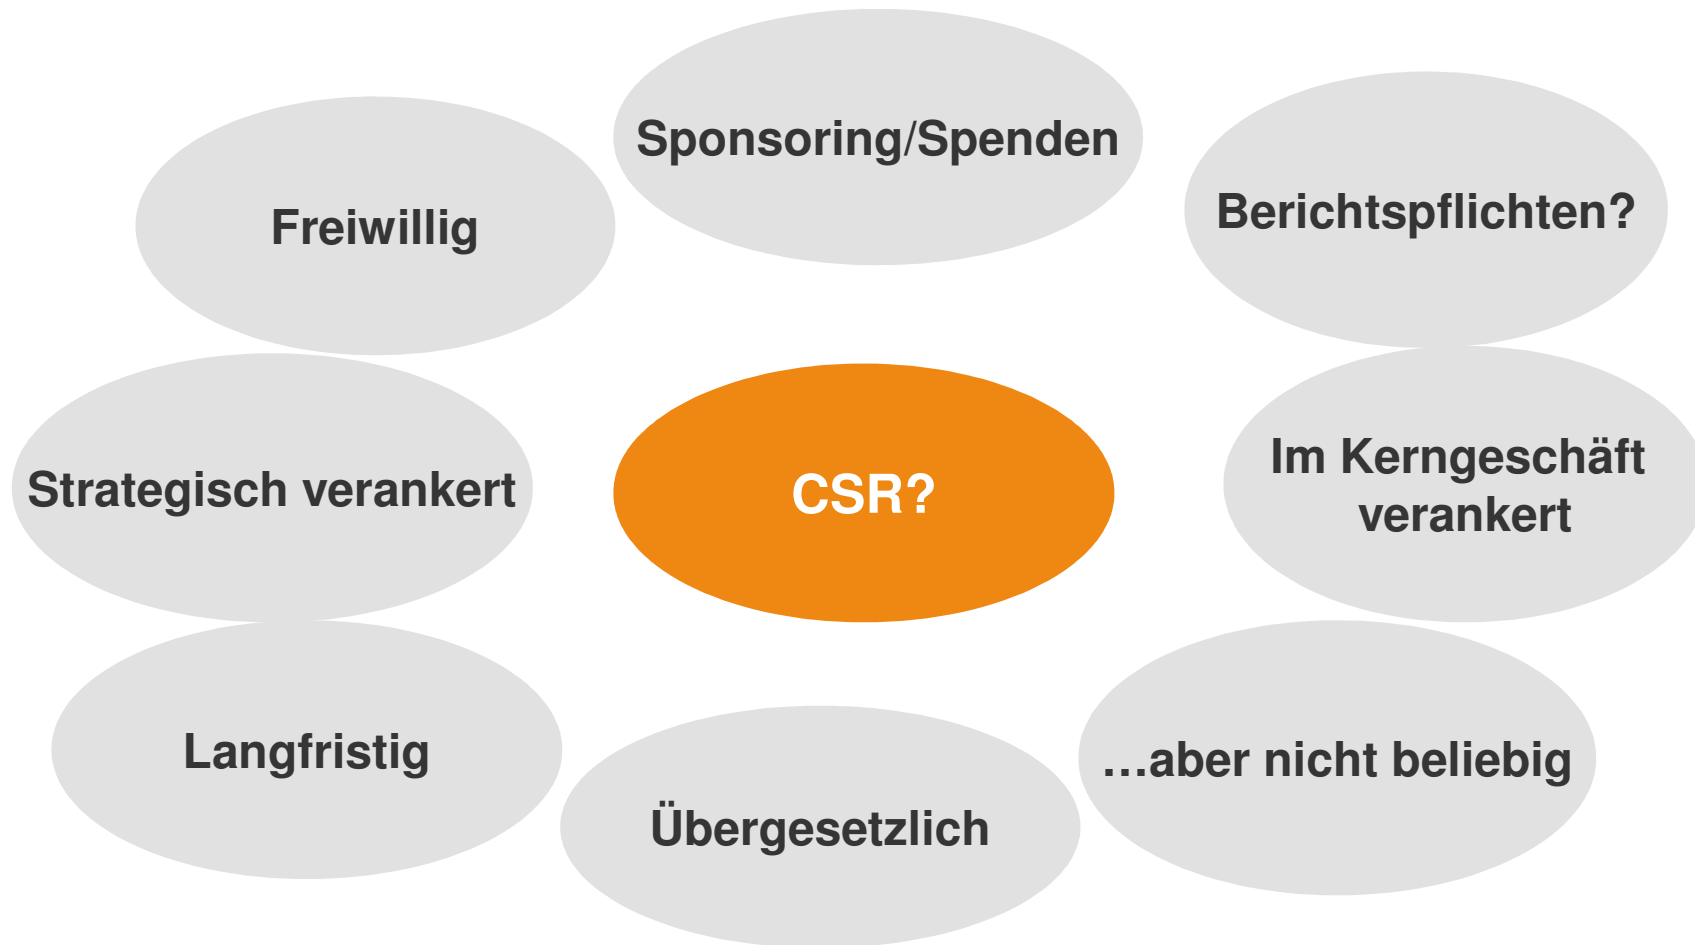 Sponsoring/Spenden
Freiwillig
Berichtspflichten?
Strategisch verankert
CSR?
Im Kerngeschäft
verankert
Langfristig
…aber nicht beliebig
Übergesetzlich